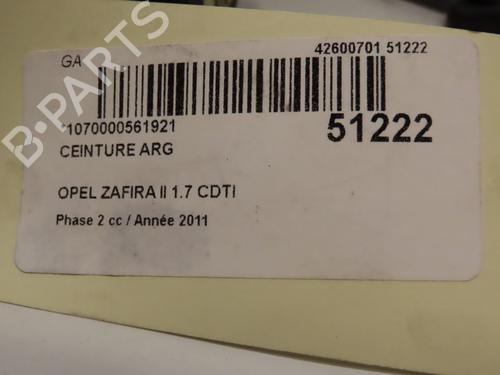 GA
42600701 51222
*1070000561921
51222
CEINTURE ARG
OPEL ZAFIRA II 1.7 CDTI
Phase 2 cc / Année 2011
B-PARTS